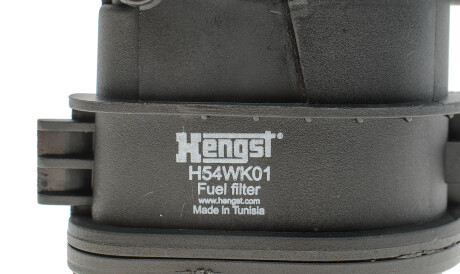 Hengst®
H54WK01
Fuel filter
www.hengst.com
Made in Tunisia